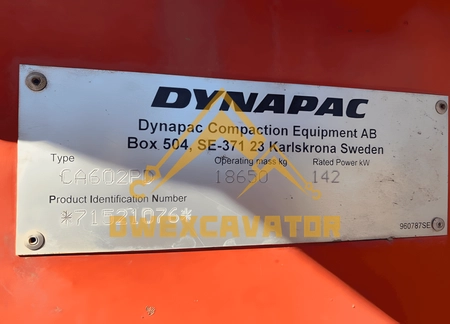 DYNAPAC
Dynapac Compaction Equipment AB
Box 504, SE-371 23 Karlskrona Sweden
Type Operating mass kg Rated Power kW
CA602PD 18650 142
Product Identification Number
*71521076*
GWEXCAVATOR
960787SE